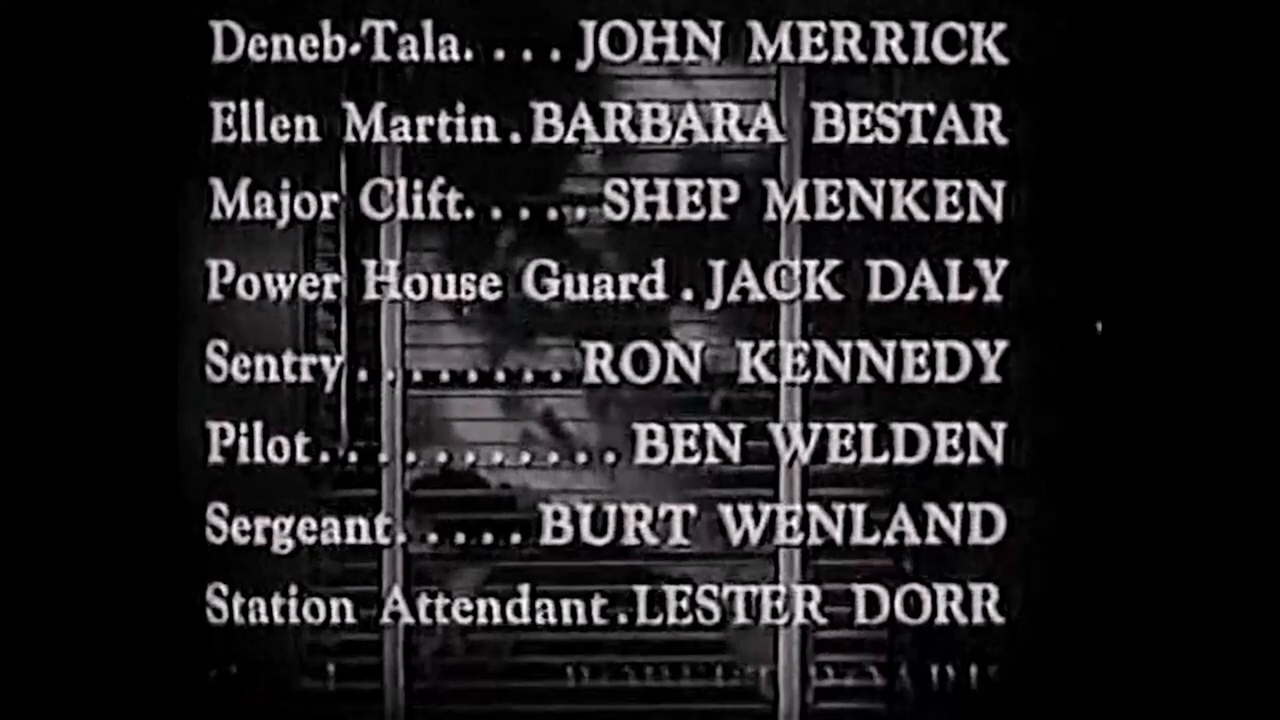 Deneb-Tala. . . . JOHN MERRICK
Ellen Martin . BARBARA BESTAR
Major Clift. . . . . SHEP MENKEN
Power House Guard . JACK DALY
Sentry . . . . . . . . RON KENNEDY
Pilot. . . . . . . . . . . . BEN WELDEN
Sergeant. . . . . BURT WENLAND
Station Attendant . LESTER DORR